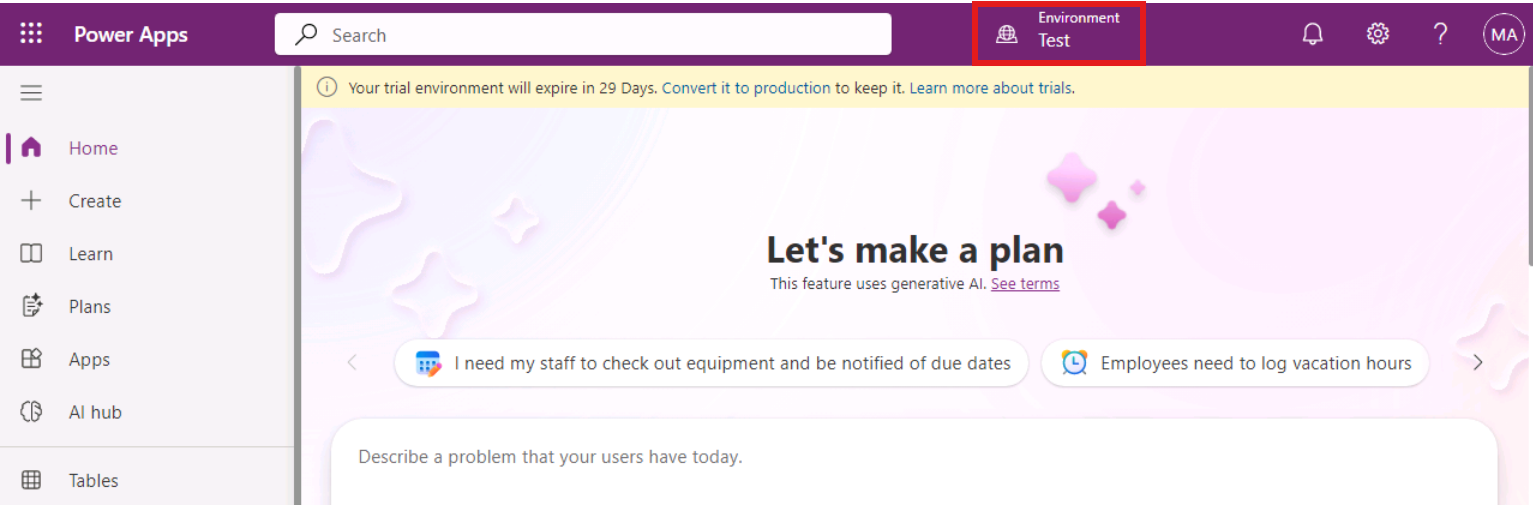 Power Apps
Search
Environment
Test
?
MA
Your trial environment will expire in 29 Days. Convert it to production to keep it. Learn more about trials.
Home
Create
Learn
Plans
Apps
AI hub
Tables
Let's make a plan
This feature uses generative AI. See terms
I need my staff to check out equipment and be notified of due dates
Employees need to log vacation hours
Describe a problem that your users have today.